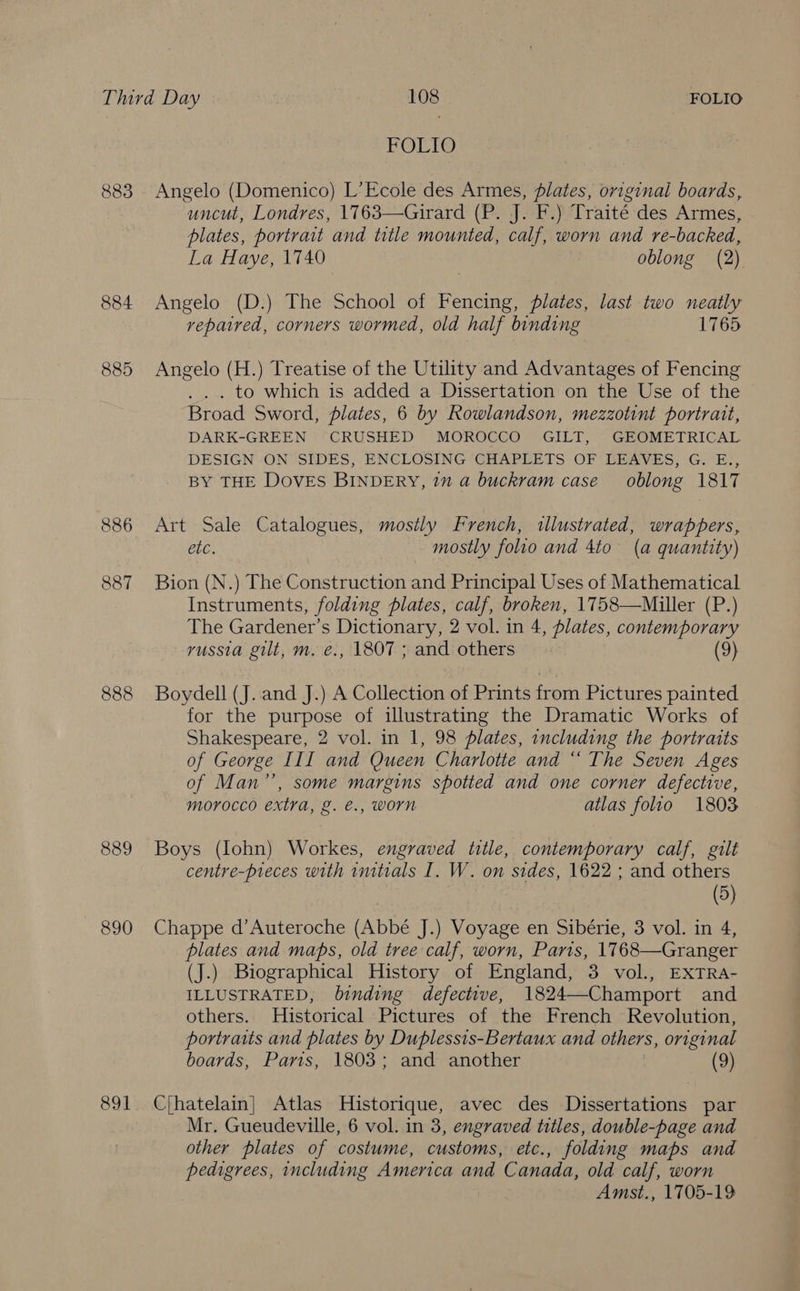 Third Day 108 FOLIO
FOLIO
883 Angelo (Domenico) L'Ecole des Armes, plates, original boards,
uncut, Londres, 1763—Girard (P. J. F.) Traité des Armes,
plates, portrait and title mounted, calf, worn and re-backed,
La Haye, 1740 oblong (2)
884 Angelo (D.) The School of Fencing, plates, last two neatly
repaired, corners wormed, old half binding 1765
885 Angelo (H.) Treatise of the Utility and Advantages of Fencing
... to which is added a Dissertation on the Use of the
Broad Sword, plates, 6 by Rowlandson, mezzotint portrait,
DARK-GREEN CRUSHED MOROCCO GILT, GEOMETRICAL
DESIGN ON SIDES, ENCLOSING CHAPLETS OF LEAVES, G. E.,
BY THE DOVES BINDERY, in a buckram case oblong 1817
886 Art Sale Catalogues, mostly French, illustrated, wrappers,
etc. mostly folio and 4to (a quantity)
887 Bion (N.) The Construction and Principal Uses of Mathematical
Instruments, folding plates, calf, broken, 1758—Miller (P.)
The Gardener's Dictionary, 2 vol. in 4, plates, contemporary
russia gilt, m. e., 1807 ; and others (9)
888 Boydell (J. and J.) A Collection of Prints from Pictures painted
for the purpose of illustrating the Dramatic Works of
Shakespeare, 2 vol. in 1, 98 plates, including the portraits
of George III and Queen Charlotte and “ The Seven Ages
of Man”, some margins spotted and one corner defective,
morocco extra, g. e., worn atlas folio 1803
889 Boys (Iohn) Workes, engraved title, contemporary calf, gilt
centre-pieces with initials I. W. on sides, 1622 ; and others
(5)
890 Chappe d'Auteroche (Abbé J.) Voyage en Sibérie, 3 vol. in 4,
plates and maps, old tree calf, worn, Paris, 1768—Granger
(J.) Biographical History of England, 3 vol., EXTRA-
ILLUSTRATED, binding defective, 1824—Champort and
others. Historical Pictures of the French Revolution,
portraits and plates by Duplessis-Bertaux and others, original
boards, Paris, 1803 ; and another (9)
891 C[hatelain] Atlas Historique, avec des Dissertations par
Mr. Gueudeville, 6 vol. in 3, engraved titles, double-page and
other plates of costume, customs, etc., folding maps and
pedigrees, including America and Canada, old calf, worn
Amst., 1705-19